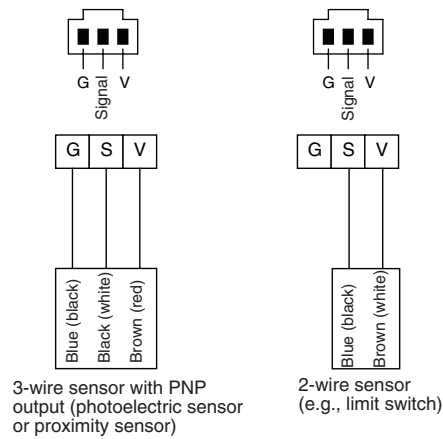 G Signal V
G S V
Blue (black)
Black (white)
Brown (red)
3-wire sensor with PNP
output (photoelectric sensor
or proximity sensor)
G Signal V
G S V
Blue (black)
Brown (white)
2-wire sensor
(e.g., limit switch)